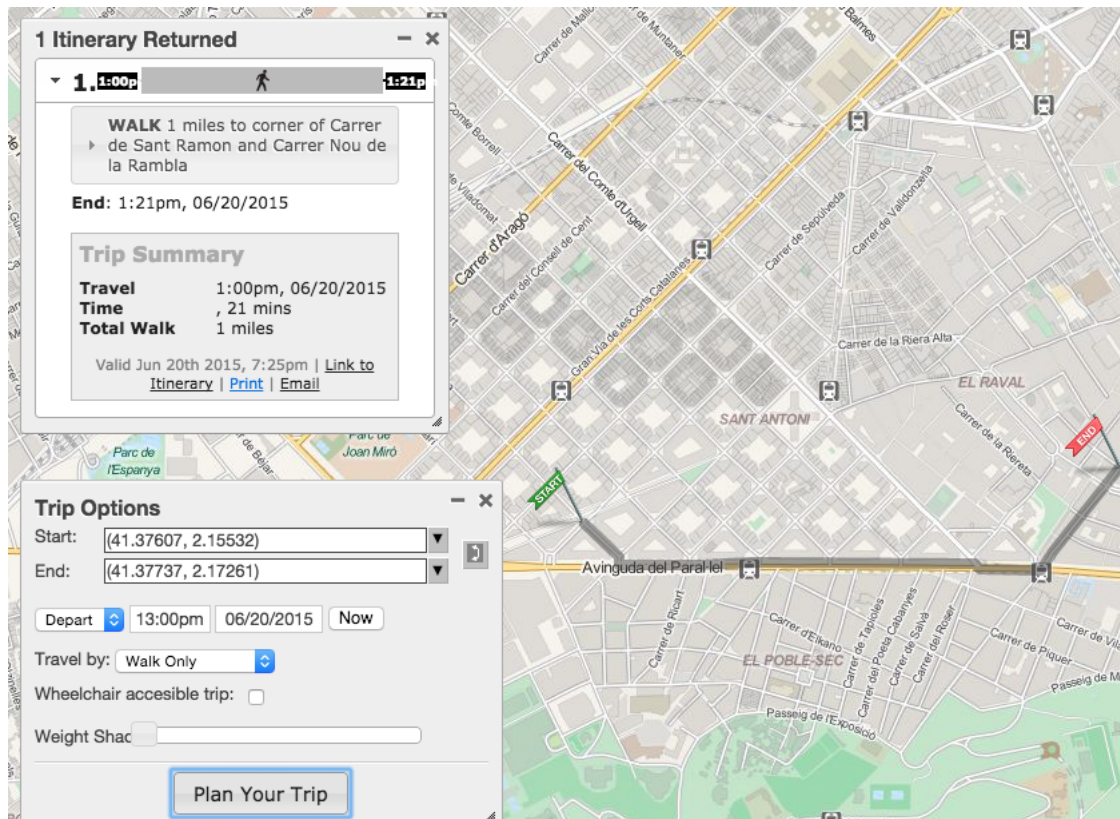 1 Itinerary Returned
1. 1:00p 1:21p
WALK 1 miles to corner of Carrer
de Sant Ramon and Carrer Nou de
la Rambla
End: 1:21pm, 06/20/2015
Trip Summary
Travel 1:00pm, 06/20/2015
Time , 21 mins
Total Walk 1 miles
Valid Jun 20th 2015, 7:25pm | Link to
Itinerary | Print | Email
Trip Options
Start: (41.37607, 2.15532)
End: (41.37737, 2.17261)
Depart 13:00pm 06/20/2015 Now
Travel by: Walk Only
Wheelchair accesible trip:
Weight Shad
Plan Your Trip
Carrer de Mallo
Carrer de Muntaner
Balmes
Comte Borrell
Carrer del Comte d'Urgell
de Viladomat
Carrer d'Aragó
Carrer del Consell de Cent
Gran Via de les Corts Catalanes
Carrer de Sepúlveda
Carrer de Valldonzella
Carrer de la Riera Alta
EL RAVAL
SANT ANTONI
Carrer de la Riereta
END
START
Parc de
l'Espanya
de Béjar
Parc de
Joan Miró
Avinguda del Paral·lel
Carrer de Ricart
Carrer d'Elkano
Carrer de Tapioles
Carrer del Poeta Cabanyes
Carrer de Salvà
Carrer del Roser
EL POBLE-SEC
Carrer de Piquer
Carrer de Vila
Passeig de M
Passeig de l'Exposició